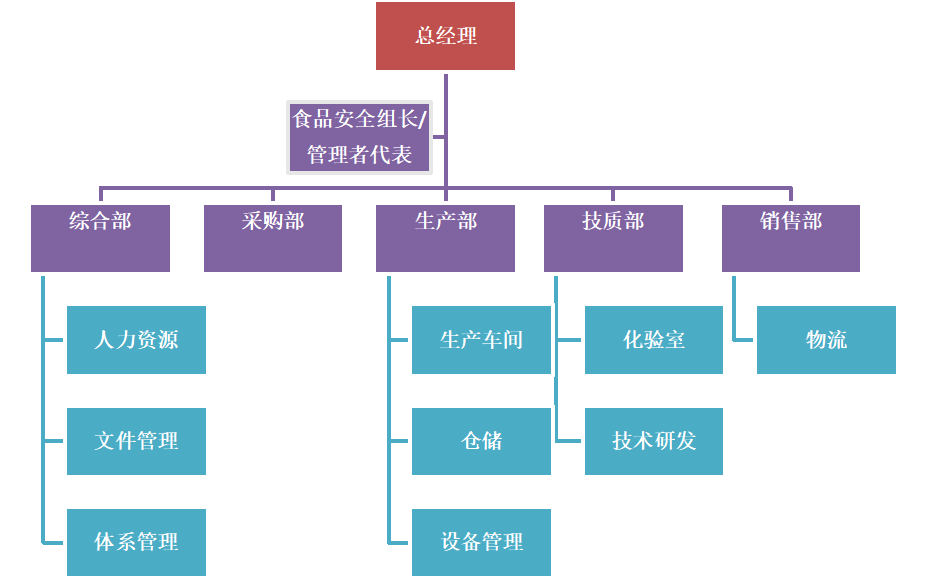 总经理
食品安全组长/
管理者代表
综合部
采购部
生产部
技质部
销售部
人力资源
生产车间
化验室
物流
文件管理
仓储
技术研发
体系管理
设备管理